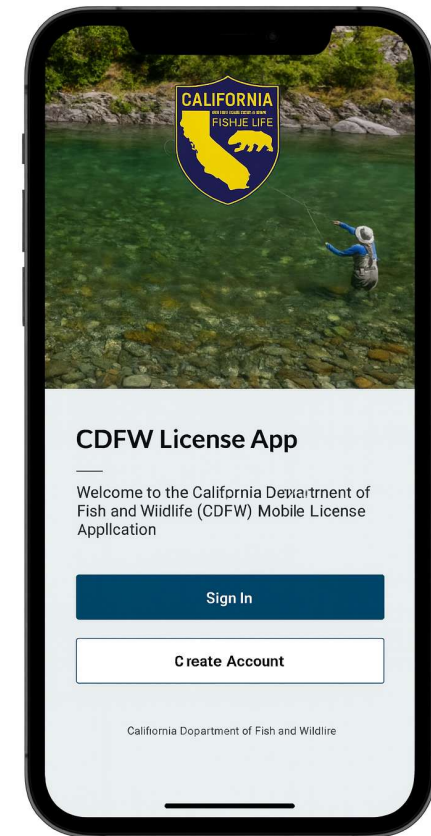 CALIFORNIA
FISHJE LIFE
CDFW License App
Welcome to the Califprnia Devartrnent of
Fish and Wiidlife (CDFW) Mobile License
Appllcation
Sign In
Create Account
Califiornia Dopartment of Fish and Wildlire